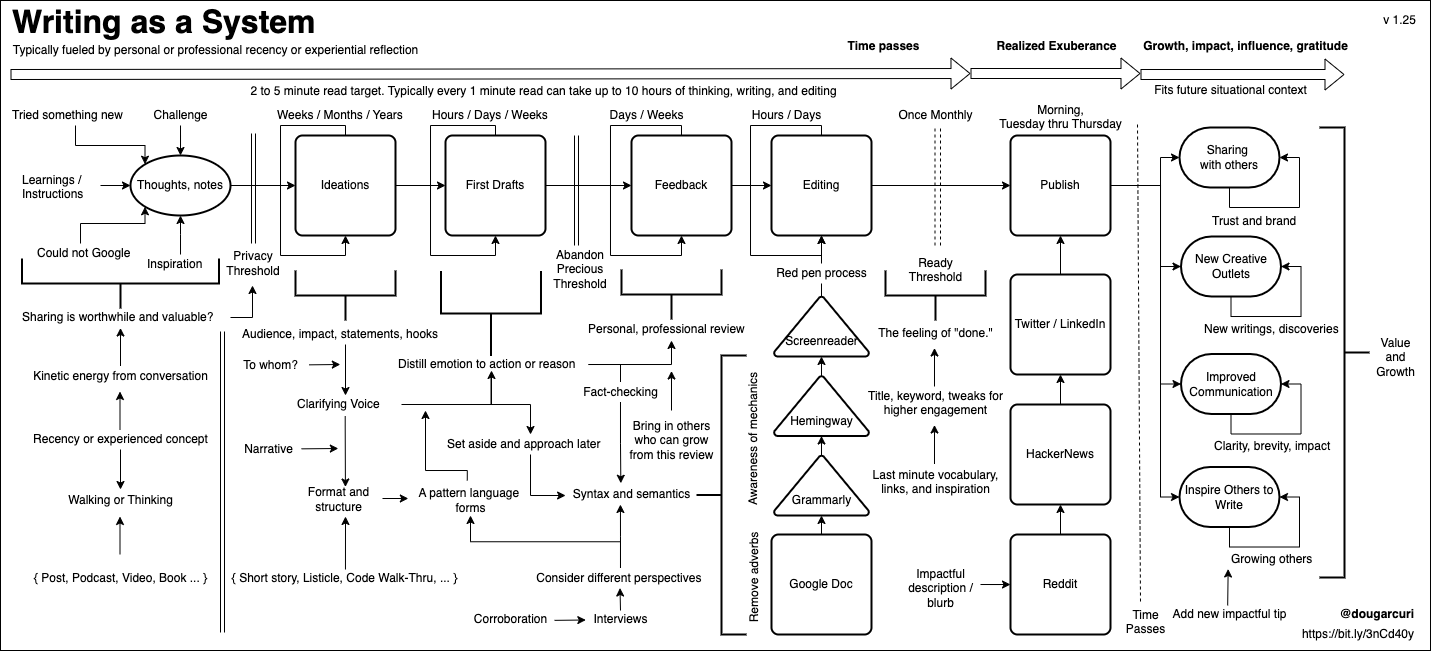 Writing as a System
v 1.25
Typically fueled by personal or professional recency or experiential reflection
Time passes
Realized Exuberance
Growth, impact, influence, gratitude
2 to 5 minute read target. Typically every 1 minute read can take up to 10 hours of thinking, writing, and editing
Fits future situational context
Tried something new
Challenge
Learnings /
Instructions
Thoughts, notes
Could not Google
Inspiration
Privacy
Threshold
Sharing is worthwhile and valuable?
Kinetic energy from conversation
Recency or experienced concept
Walking or Thinking
{ Post, Podcast, Video, Book ... }
Weeks / Months / Years
Ideations
Audience, impact, statements, hooks
To whom?
Clarifying Voice
Narrative
Format and
structure
{ Short story, Listicle, Code Walk-Thru, ... }
Hours / Days / Weeks
First Drafts
Distill emotion to action or reason
Set aside and approach later
A pattern language
forms
Abandon
Precious
Threshold
Days / Weeks
Feedback
Personal, professional review
Fact-checking
Bring in others
who can grow
from this review
Syntax and semantics
Consider different perspectives
Corroboration
Interviews
Awareness of mechanics
Remove adverbs
Hours / Days
Editing
Red pen process
Screenreader
Hemingway
Grammarly
Google Doc
Once Monthly
Ready
Threshold
The feeling of "done."
Title, keyword, tweaks for
higher engagement
Last minute vocabulary,
links, and inspiration
Impactful
description /
blurb
Morning,
Tuesday thru Thursday
Publish
Twitter / LinkedIn
HackerNews
Reddit
Time
Passes
Sharing
with others
Trust and brand
New Creative
Outlets
New writings, discoveries
Improved
Communication
Clarity, brevity, impact
Inspire Others to
Write
Growing others
Add new impactful tip
Value
and
Growth
@dougarcuri
https://bit.ly/3nCd40y